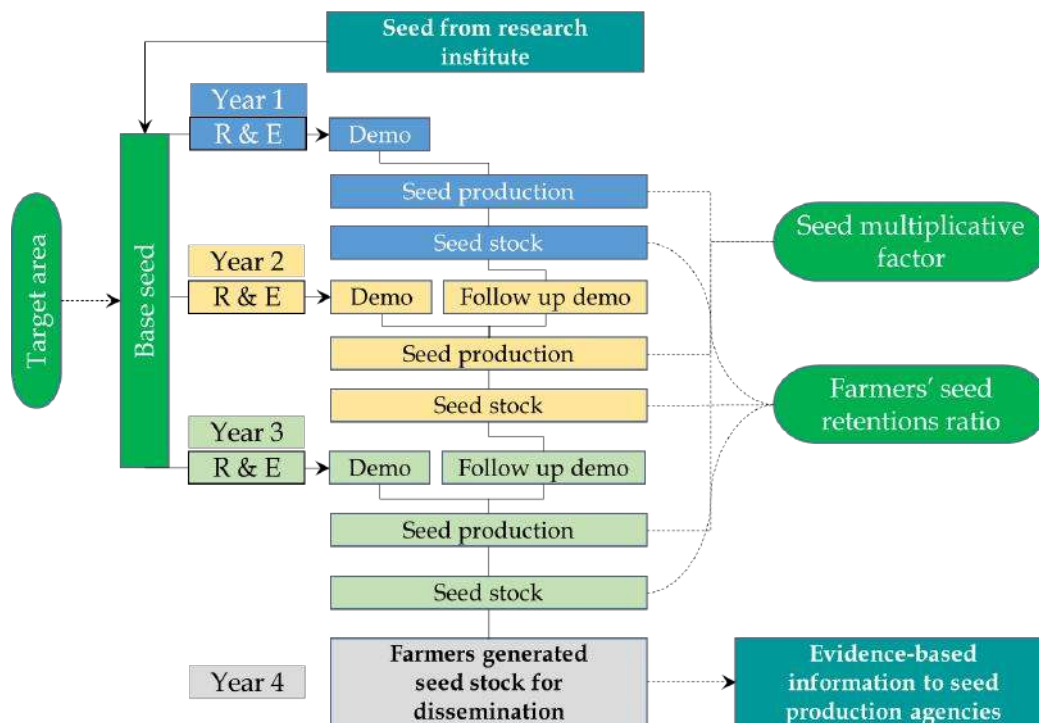 Seed from research
institute
Year 1
R & E
Demo
Seed production
Seed stock
Seed multiplicative
factor
Target area
Base seed
Year 2
R & E
Demo
Follow up demo
Seed production
Seed stock
Farmers' seed
retentions ratio
Year 3
R & E
Demo
Follow up demo
Seed production
Seed stock
Year 4
Farmers generated
seed stock for
dissemination
Evidence-based
information to seed
production agencies